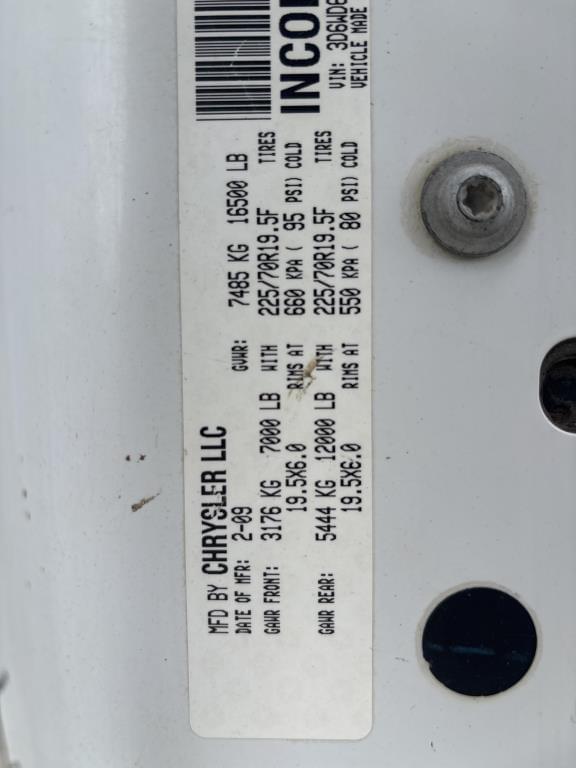 MFD BY CHRYSLER LLC
DATE OF MFR: 2-09 GVWR: 7485 KG 16500 LB
GAWR FRONT: 3176 KG 7000 LB WITH 225/70R19.5F TIRES
19.5X6.0 RIMS AT 660 KPA ( 95 PSI) COLD
GAWR REAR: 5444 KG 12000 LB WITH 225/70R19.5F TIRES
19.5X6.0 RIMS AT 550 KPA ( 80 PSI) COLD
VIN: 3D6WD6
VEHICLE MADE